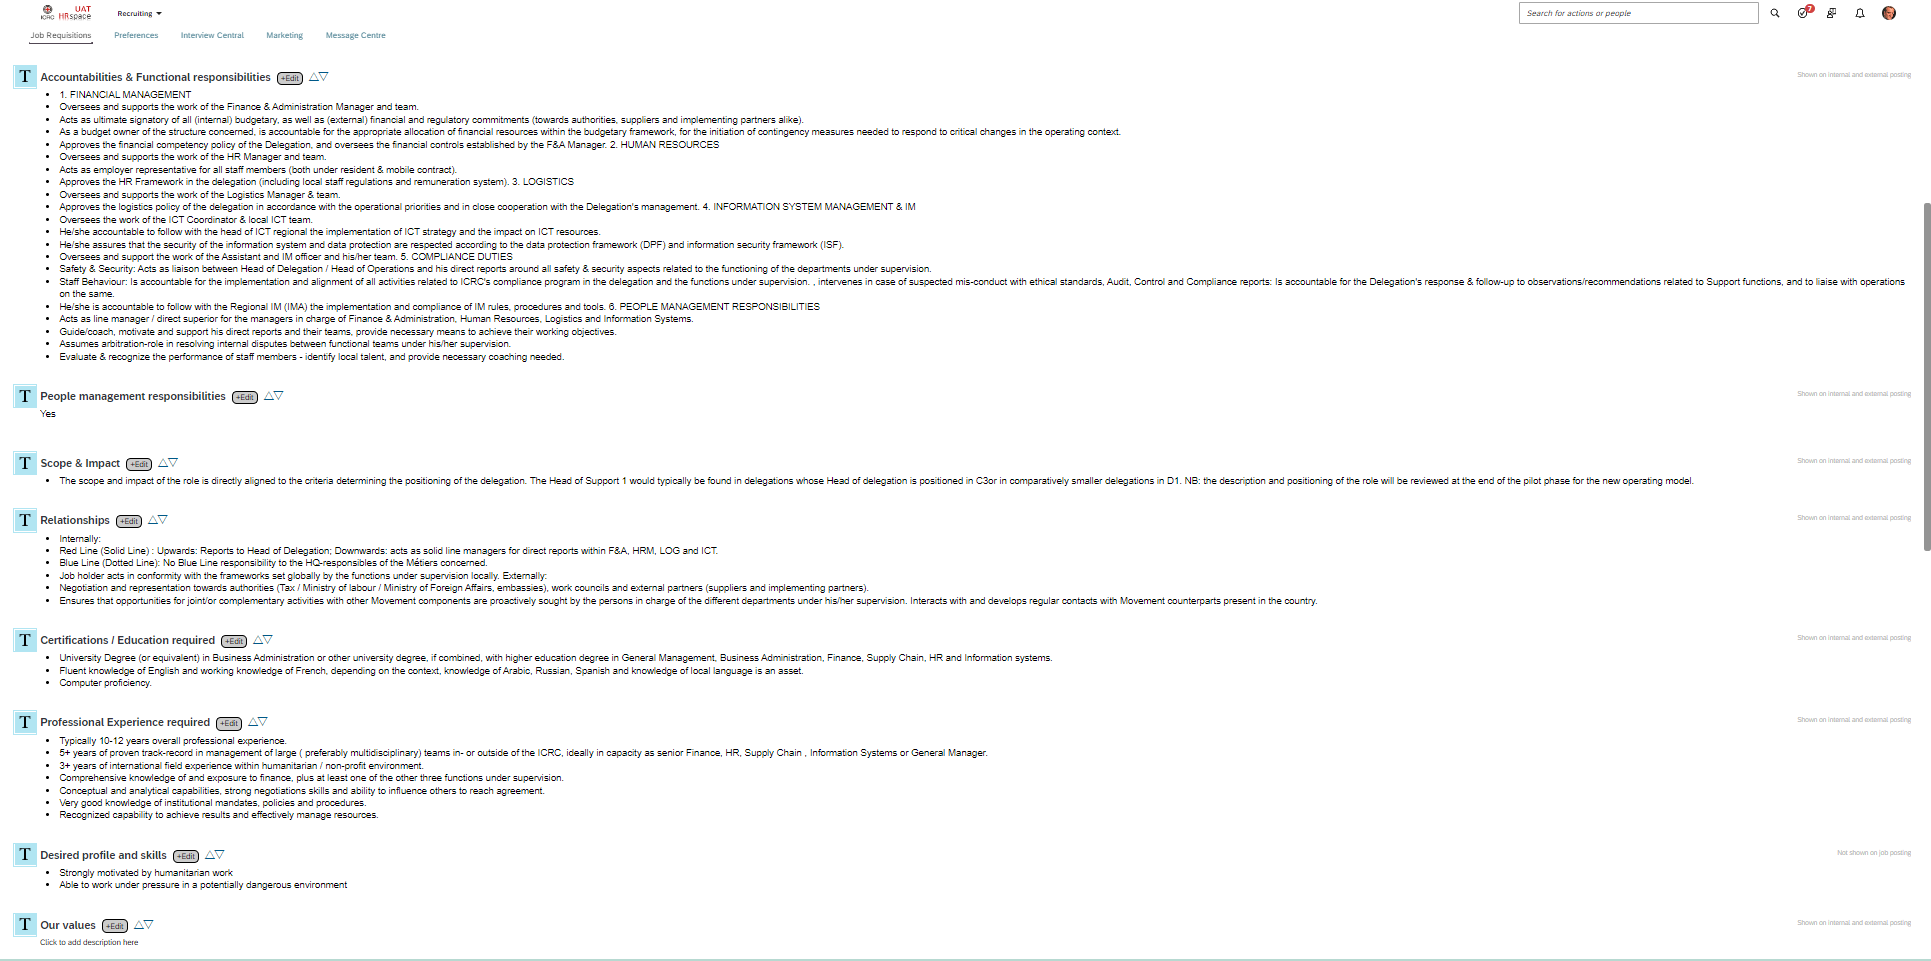 ICRC
UAT
HRspace
Recruiting
Search for actions or people
7
Job Requisitions Preferences Interview Central Marketing Message Centre
T Accountabilities & Functional responsibilities +Edit Shown on internal and external posting
• 1. FINANCIAL MANAGEMENT
• Oversees and supports the work of the Finance & Administration Manager and team.
• Acts as ultimate signatory of all (internal) budgetary, as well as (external) financial and regulatory commitments (towards authorities, suppliers and implementing partners alike).
• As a budget owner of the structure concerned, is accountable for the appropriate allocation of financial resources within the budgetary framework, for the initiation of contingency measures needed to respond to critical changes in the operating context.
• Approves the financial competency policy of the Delegation, and oversees the financial controls established by the F&A Manager. 2. HUMAN RESOURCES
• Oversees and supports the work of the HR Manager and team.
• Acts as employer representative for all staff members (both under resident & mobile contract).
• Approves the HR Framework in the delegation (including local staff regulations and remuneration system). 3. LOGISTICS
• Oversees and supports the work of the Logistics Manager & team.
• Approves the logistics policy of the delegation in accordance with the operational priorities and in close cooperation with the Delegation's management. 4. INFORMATION SYSTEM MANAGEMENT & IM
• Oversees the work of the ICT Coordinator & local ICT team.
• He/she accountable to follow with the head of ICT regional the implementation of ICT strategy and the impact on ICT resources.
• He/she assures that the security of the information system and data protection are respected according to the data protection framework (DPF) and information security framework (ISF).
• Oversees and support the work of the Assistant and IM officer and his/her team. 5. COMPLIANCE DUTIES
• Safety & Security: Acts as liaison between Head of Delegation / Head of Operations and his direct reports around all safety & security aspects related to the functioning of the departments under supervision.
• Staff Behaviour: Is accountable for the implementation and alignment of all activities related to ICRC's compliance program in the delegation and the functions under supervision. , intervenes in case of suspected mis-conduct with ethical standards, Audit, Control and Compliance reports: Is accountable for the Delegation's response & follow-up to observations/recommendations related to Support functions, and to liaise with operations
on the same.
• He/she is accountable to follow with the Regional IM (IMA) the implementation and compliance of IM rules, procedures and tools. 6. PEOPLE MANAGEMENT RESPONSIBILITIES
• Acts as line manager / direct superior for the managers in charge of Finance & Administration, Human Resources, Logistics and Information Systems.
• Guide/coach, motivate and support his direct reports and their teams, provide necessary means to achieve their working objectives.
• Assumes arbitration-role in resolving internal disputes between functional teams under his/her supervision.
• Evaluate & recognize the performance of staff members - identify local talent, and provide necessary coaching needed.
T People management responsibilities +Edit Shown on internal and external posting
Yes
T Scope & Impact +Edit Shown on internal and external posting
• The scope and impact of the role is directly aligned to the criteria determining the positioning of the delegation. The Head of Support 1 would typically be found in delegations whose Head of delegation is positioned in C3or in comparatively smaller delegations in D1. NB: the description and positioning of the role will be reviewed at the end of the pilot phase for the new operating model.
T Relationships +Edit Shown on internal and external posting
• Internally:
• Red Line (Solid Line) : Upwards: Reports to Head of Delegation; Downwards: acts as solid line managers for direct reports within F&A, HRM, LOG and ICT.
• Blue Line (Dotted Line): No Blue Line responsibility to the HQ-responsibles of the Métiers concerned.
• Job holder acts in conformity with the frameworks set globally by the functions under supervision locally. Externally:
• Negotiation and representation towards authorities (Tax / Ministry of labour / Ministry of Foreign Affairs, embassies), work councils and external partners (suppliers and implementing partners).
• Ensures that opportunities for joint/or complementary activities with other Movement components are proactively sought by the persons in charge of the different departments under his/her supervision. Interacts with and develops regular contacts with Movement counterparts present in the country.
T Certifications / Education required +Edit Shown on internal and external posting
• University Degree (or equivalent) in Business Administration or other university degree, if combined, with higher education degree in General Management, Business Administration, Finance, Supply Chain, HR and Information systems.
• Fluent knowledge of English and working knowledge of French, depending on the context, knowledge of Arabic, Russian, Spanish and knowledge of local language is an asset.
• Computer proficiency.
T Professional Experience required +Edit Shown on internal and external posting
• Typically 10-12 years overall professional experience.
• 5+ years of proven track-record in management of large ( preferably multidisciplinary) teams in- or outside of the ICRC, ideally in capacity as senior Finance, HR, Supply Chain , Information Systems or General Manager.
• 3+ years of international field experience within humanitarian / non-profit environment.
• Comprehensive knowledge of and exposure to finance, plus at least one of the other three functions under supervision.
• Conceptual and analytical capabilities, strong negotiations skills and ability to influence others to reach agreement.
• Very good knowledge of institutional mandates, policies and procedures.
• Recognized capability to achieve results and effectively manage resources.
T Desired profile and skills +Edit Not shown on job posting
• Strongly motivated by humanitarian work
• Able to work under pressure in a potentially dangerous environment
T Our values +Edit Shown on internal and external posting
Click to add description here